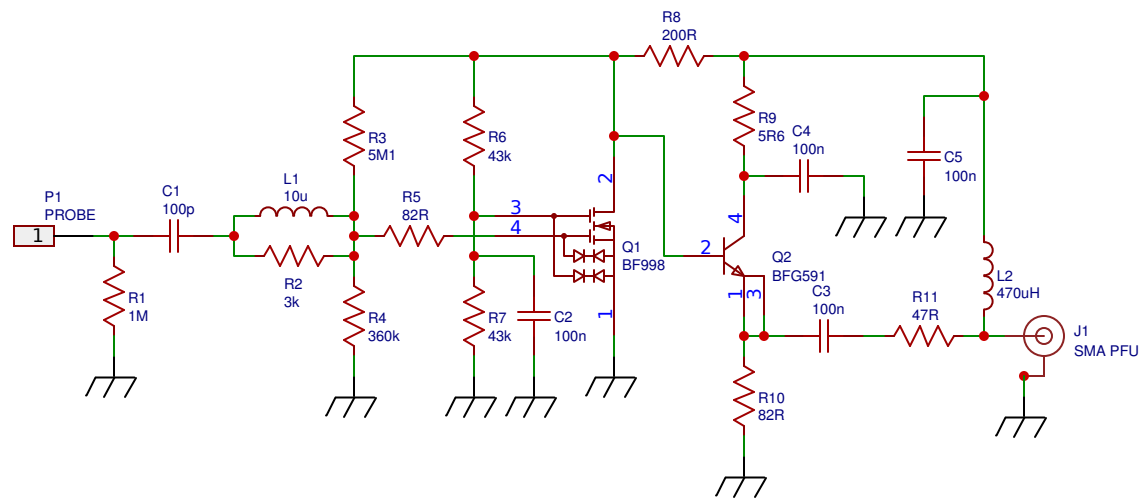 R8
200R
R9
5R6
C4
100n
R3
5M1
R6
43k
C5
100n
L1
10u
P1
PROBE
C1
100p
R5
82R
2
3
4
4
1
Q1
BF998
2
Q2
BFG591
R2
3k
L2
470uH
R1
1M
1
1
3
C3
100n
R11
47R
R4
360k
R7
43k
C2
100n
J1
SMA PFU
R10
82R